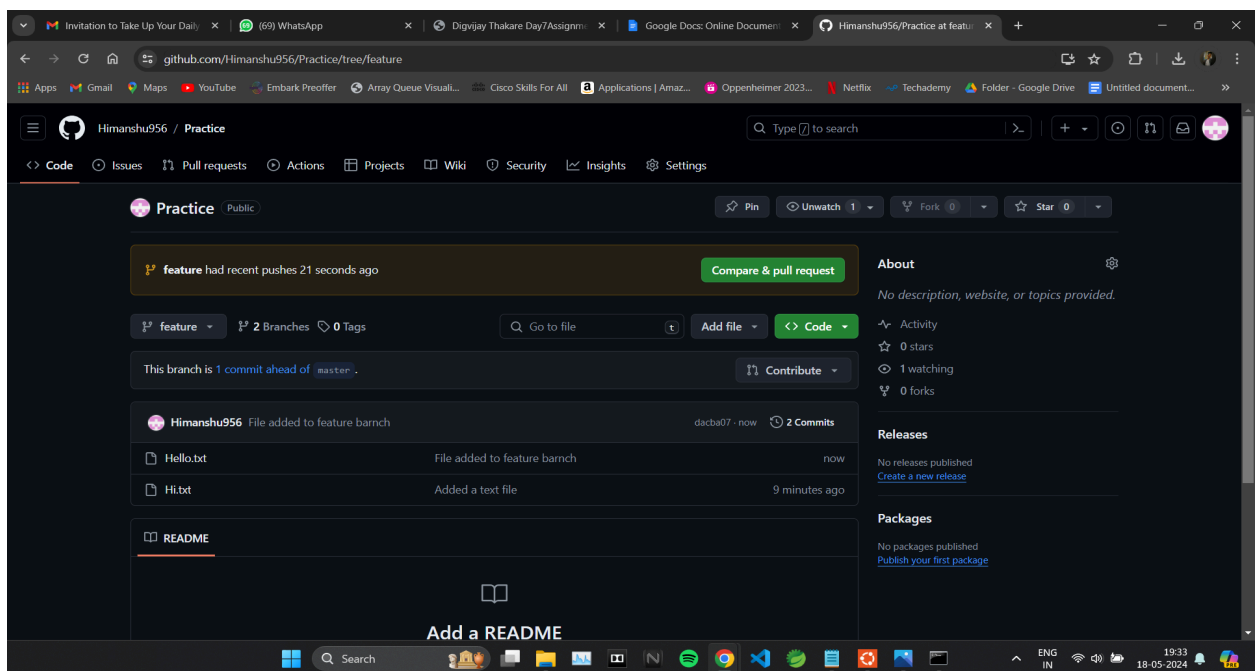 Invitation to Take Up Your Daily
(69) WhatsApp
Digvijay Thakare Day7Assignme
Google Docs: Online Document
Himanshu956/Practice at featur
github.com/Himanshu956/Practice/tree/feature
Apps
Gmail
Maps
YouTube
Embark Preoffer
Array Queue Visuali...
Cisco Skills For All
Applications | Amaz...
Oppenheimer 2023...
Netflix
Techademy
Folder - Google Drive
Untitled document...
Himanshu956 / Practice
Type / to search
Code
Issues
Pull requests
Actions
Projects
Wiki
Security
Insights
Settings
Practice Public
Pin
Unwatch 1
Fork 0
Star 0
feature had recent pushes 21 seconds ago
Compare & pull request
feature
2 Branches
0 Tags
Go to file t
Add file
Code
This branch is 1 commit ahead of master .
Contribute
Himanshu956 File added to feature barnch dacba07 · now 2 Commits
Hello.txt File added to feature barnch now
Hi.txt Added a text file 9 minutes ago
README
Add a README
About
No description, website, or topics provided.
Activity
0 stars
1 watching
0 forks
Releases
No releases published
Create a new release
Packages
No packages published
Publish your first package
Search
ENG
IN
19:33
18-05-2024